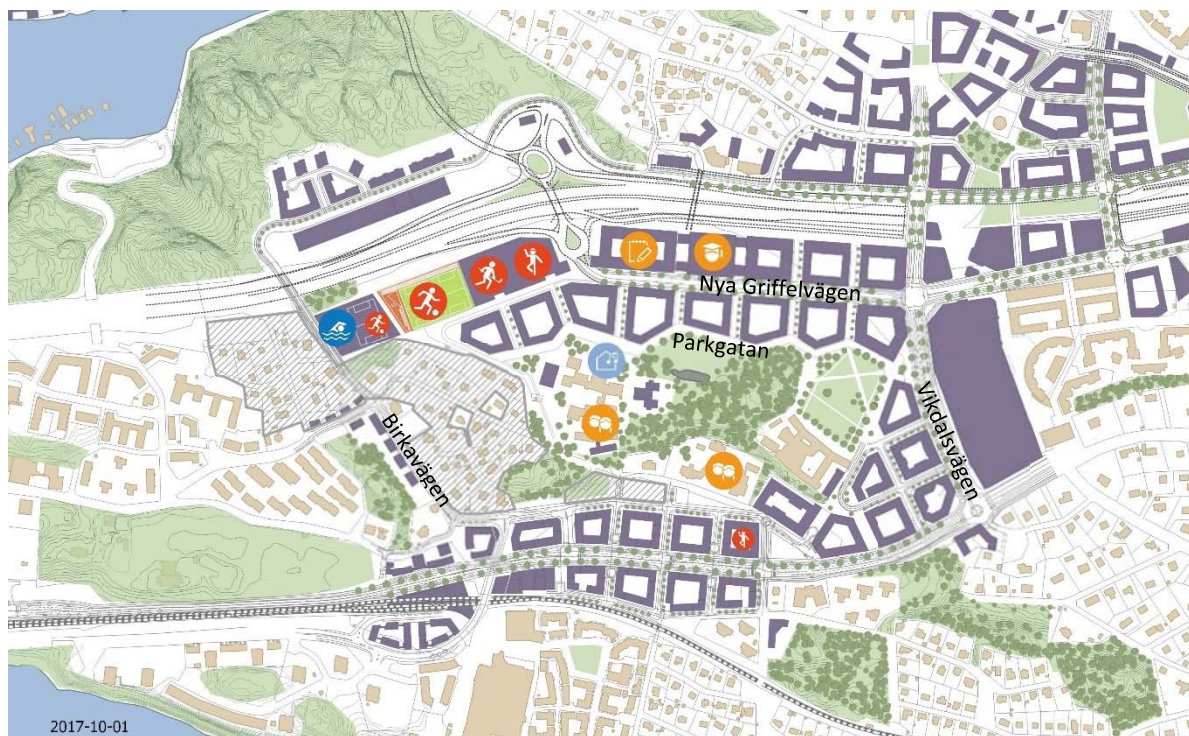 Nya Griffelvägen
Parkgatan
Vikdalsvägen
Birkavägen
2017-10-01